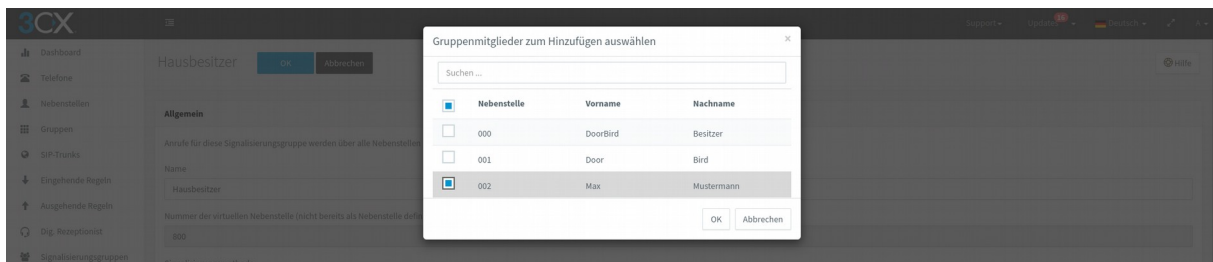 3CX
Support
Updates 16
Deutsch
Dashboard
Telefone
Nebenstellen
Gruppen
SIP-Trunks
Eingehende Regeln
Ausgehende Regeln
Dig. Rezeptionist
Signalisierungsgruppen
Hausbesitzer OK Abbrechen
Hilfe
Allgemein
Anrufe für diese Signalisierungsgruppe werden über alle Nebenstellen
Name
Hausbesitzer
Nummer der virtuellen Nebenstelle (nicht bereits als Nebenstelle defin
800
Gruppenmitglieder zum Hinzufügen auswählen ×
Suchen ...
Nebenstelle Vorname Nachname
000 DoorBird Besitzer
001 Door Bird
002 Max Mustermann
OK Abbrechen